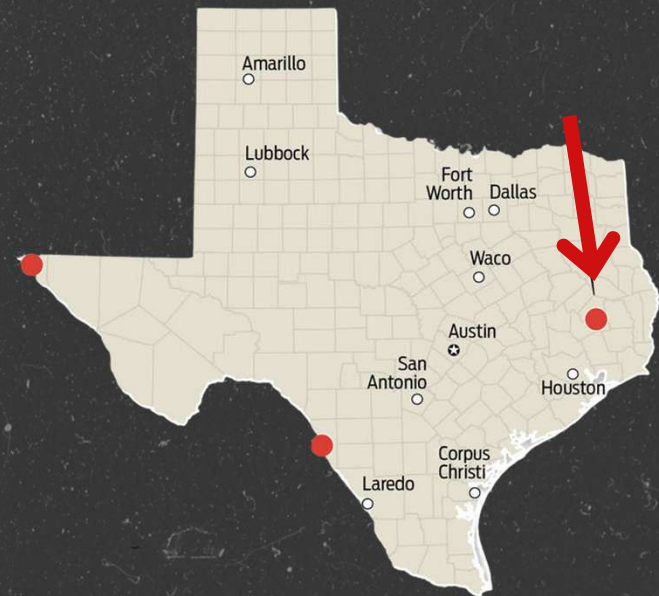 Amarillo
Lubbock
Fort
Worth
Dallas
Waco
Austin
San
Antonio
Houston
Corpus
Christi
Laredo